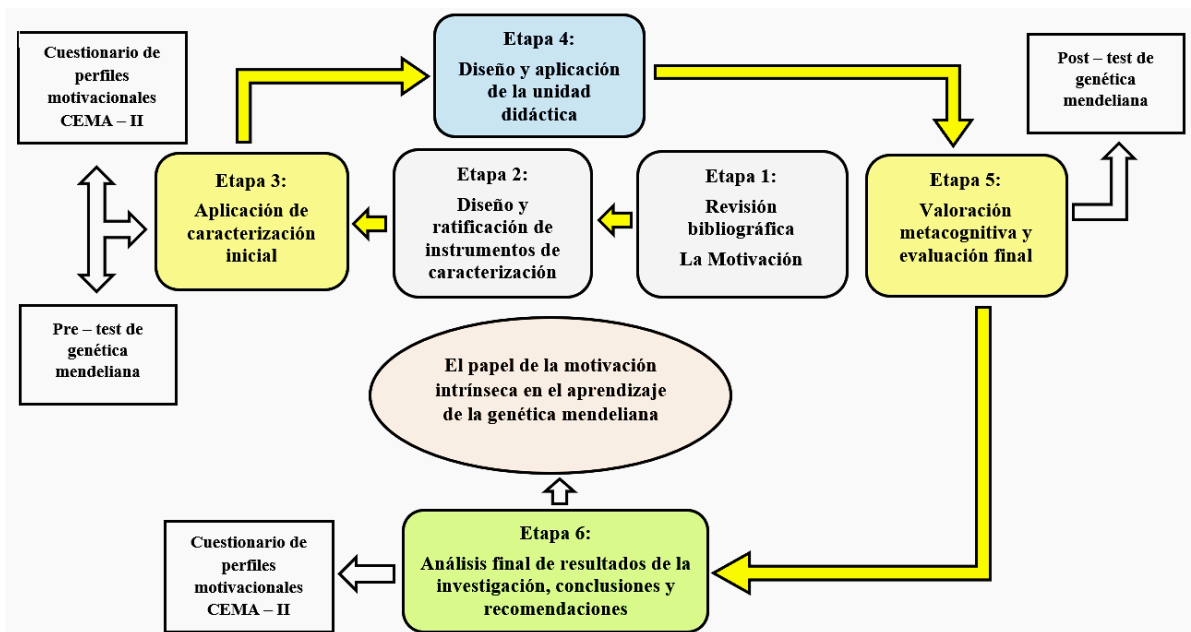 Cuestionario de
perfiles
motivacionales
CEMA – II
Etapa 4:
Diseño y aplicación
de la unidad
didáctica
Post – test de
genética
mendeliana
Etapa 3:
Aplicación de
caracterización
inicial
Etapa 2:
Diseño y
ratificación de
instrumentos de
caracterización
Etapa 1:
Revisión
bibliográfica
La Motivación
Etapa 5:
Valoración
metacognitiva y
evaluación final
Pre – test de
genética
mendeliana
El papel de la motivación
intrínseca en el aprendizaje
de la genética mendeliana
Cuestionario de
perfiles
motivacionales
CEMA – II
Etapa 6:
Análisis final de resultados de la
investigación, conclusiones y
recomendaciones